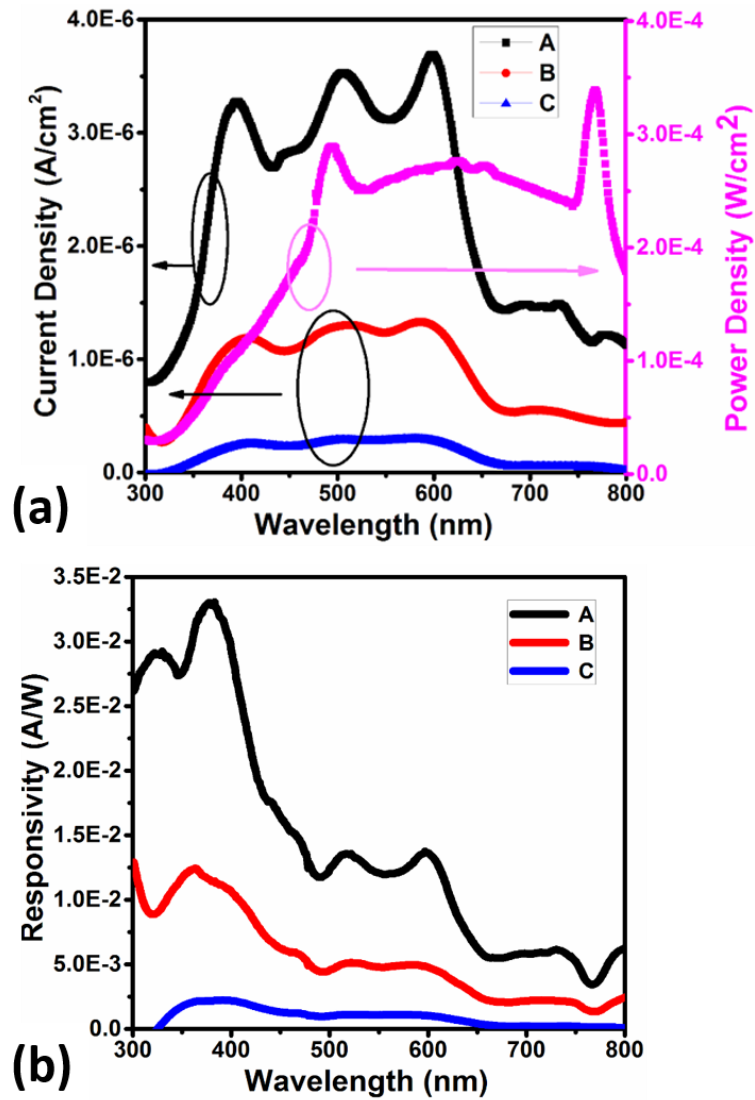 4.0E-6
3.0E-6
2.0E-6
1.0E-6
0.0
Current Density (A/cm²)
A
B
C
4.0E-4
3.0E-4
2.0E-4
1.0E-4
0.0
Power Density (W/cm²)
300 400 500 600 700 800
Wavelength (nm)
(a)
3.5E-2
3.0E-2
2.5E-2
2.0E-2
1.5E-2
1.0E-2
5.0E-3
0.0
Responsivity (A/W)
A
B
C
300 400 500 600 700 800
Wavelength (nm)
(b)